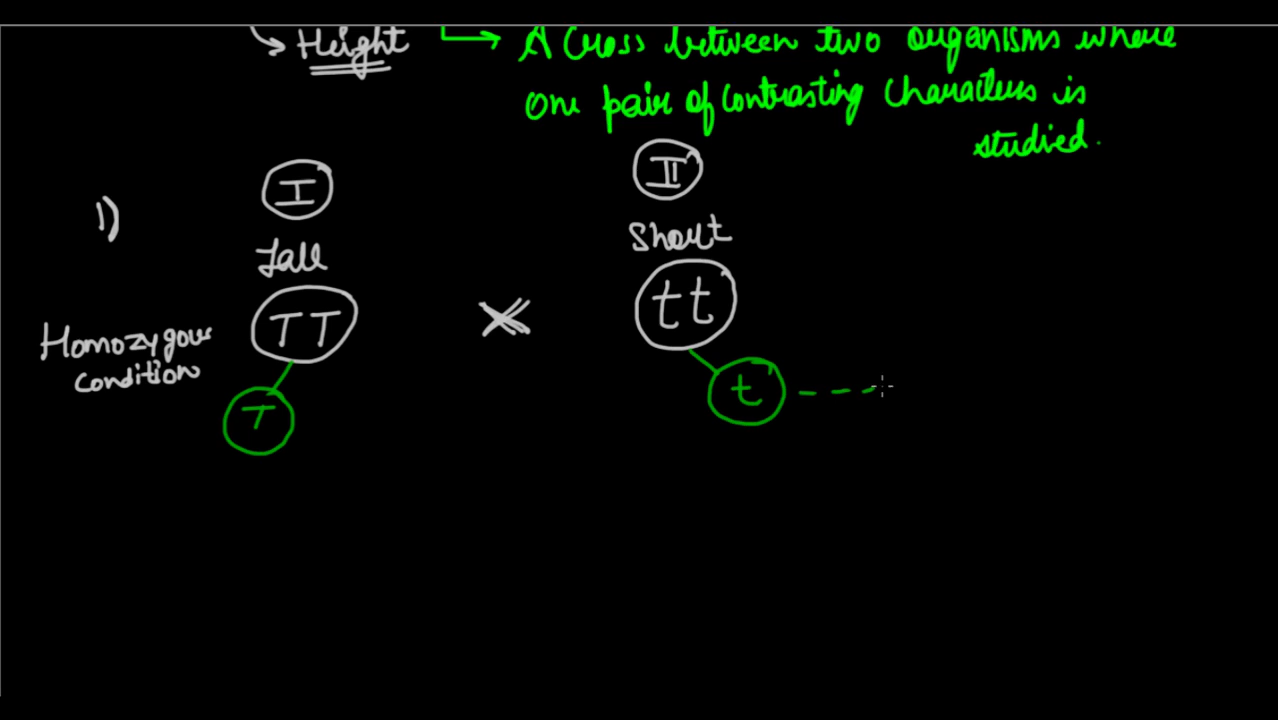 Height
A Cross between two organisms where
one pair of contrasting characters is
studied.
1)
I
II
Tall
Short
TT
×
tt
Homozygous
condition
T
t